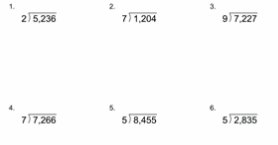 1. 2. 3.
2)5,236 7)1,204 9)7,227
4. 5. 6.
7)7,266 5)8,455 5)2,835